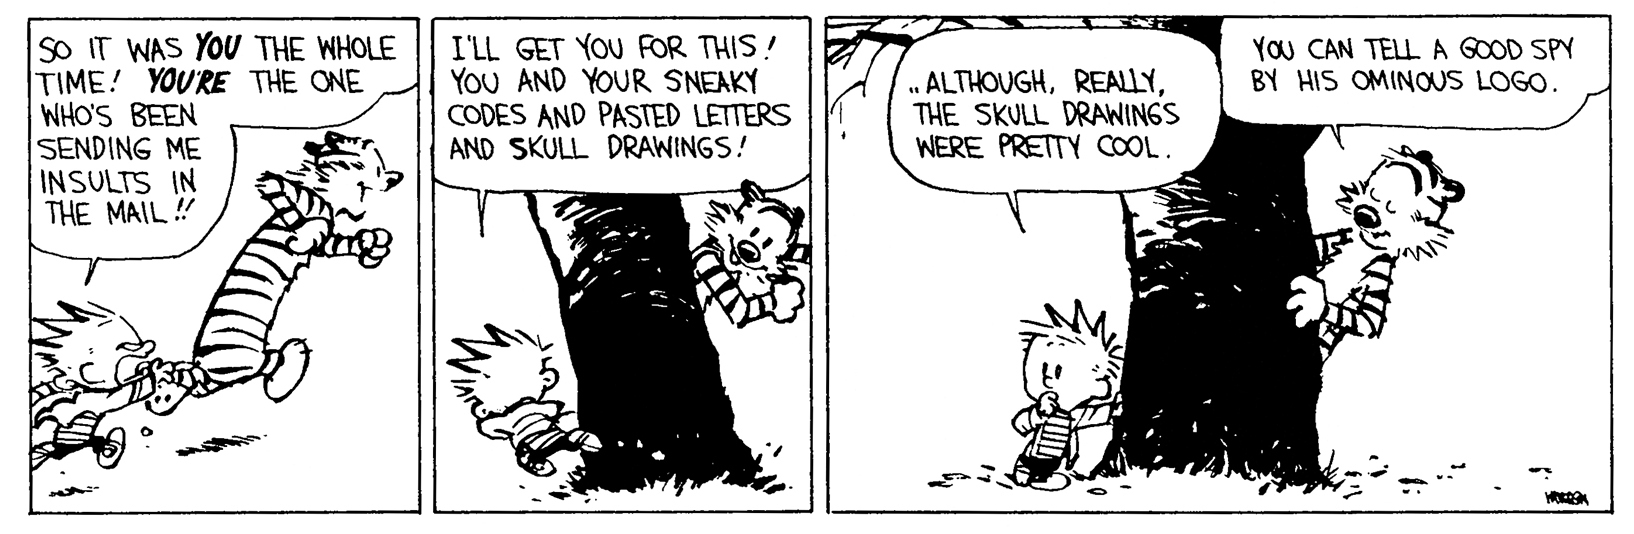 SO IT WAS YOU THE WHOLE
TIME! YOU'RE THE ONE
WHO'S BEEN
SENDING ME
INSULTS IN
THE MAIL!!
I'LL GET YOU FOR THIS!
YOU AND YOUR SNEAKY
CODES AND PASTED LETTERS
AND SKULL DRAWINGS!
..ALTHOUGH, REALLY,
THE SKULL DRAWINGS
WERE PRETTY COOL.
YOU CAN TELL A GOOD SPY
BY HIS OMINOUS LOGO.